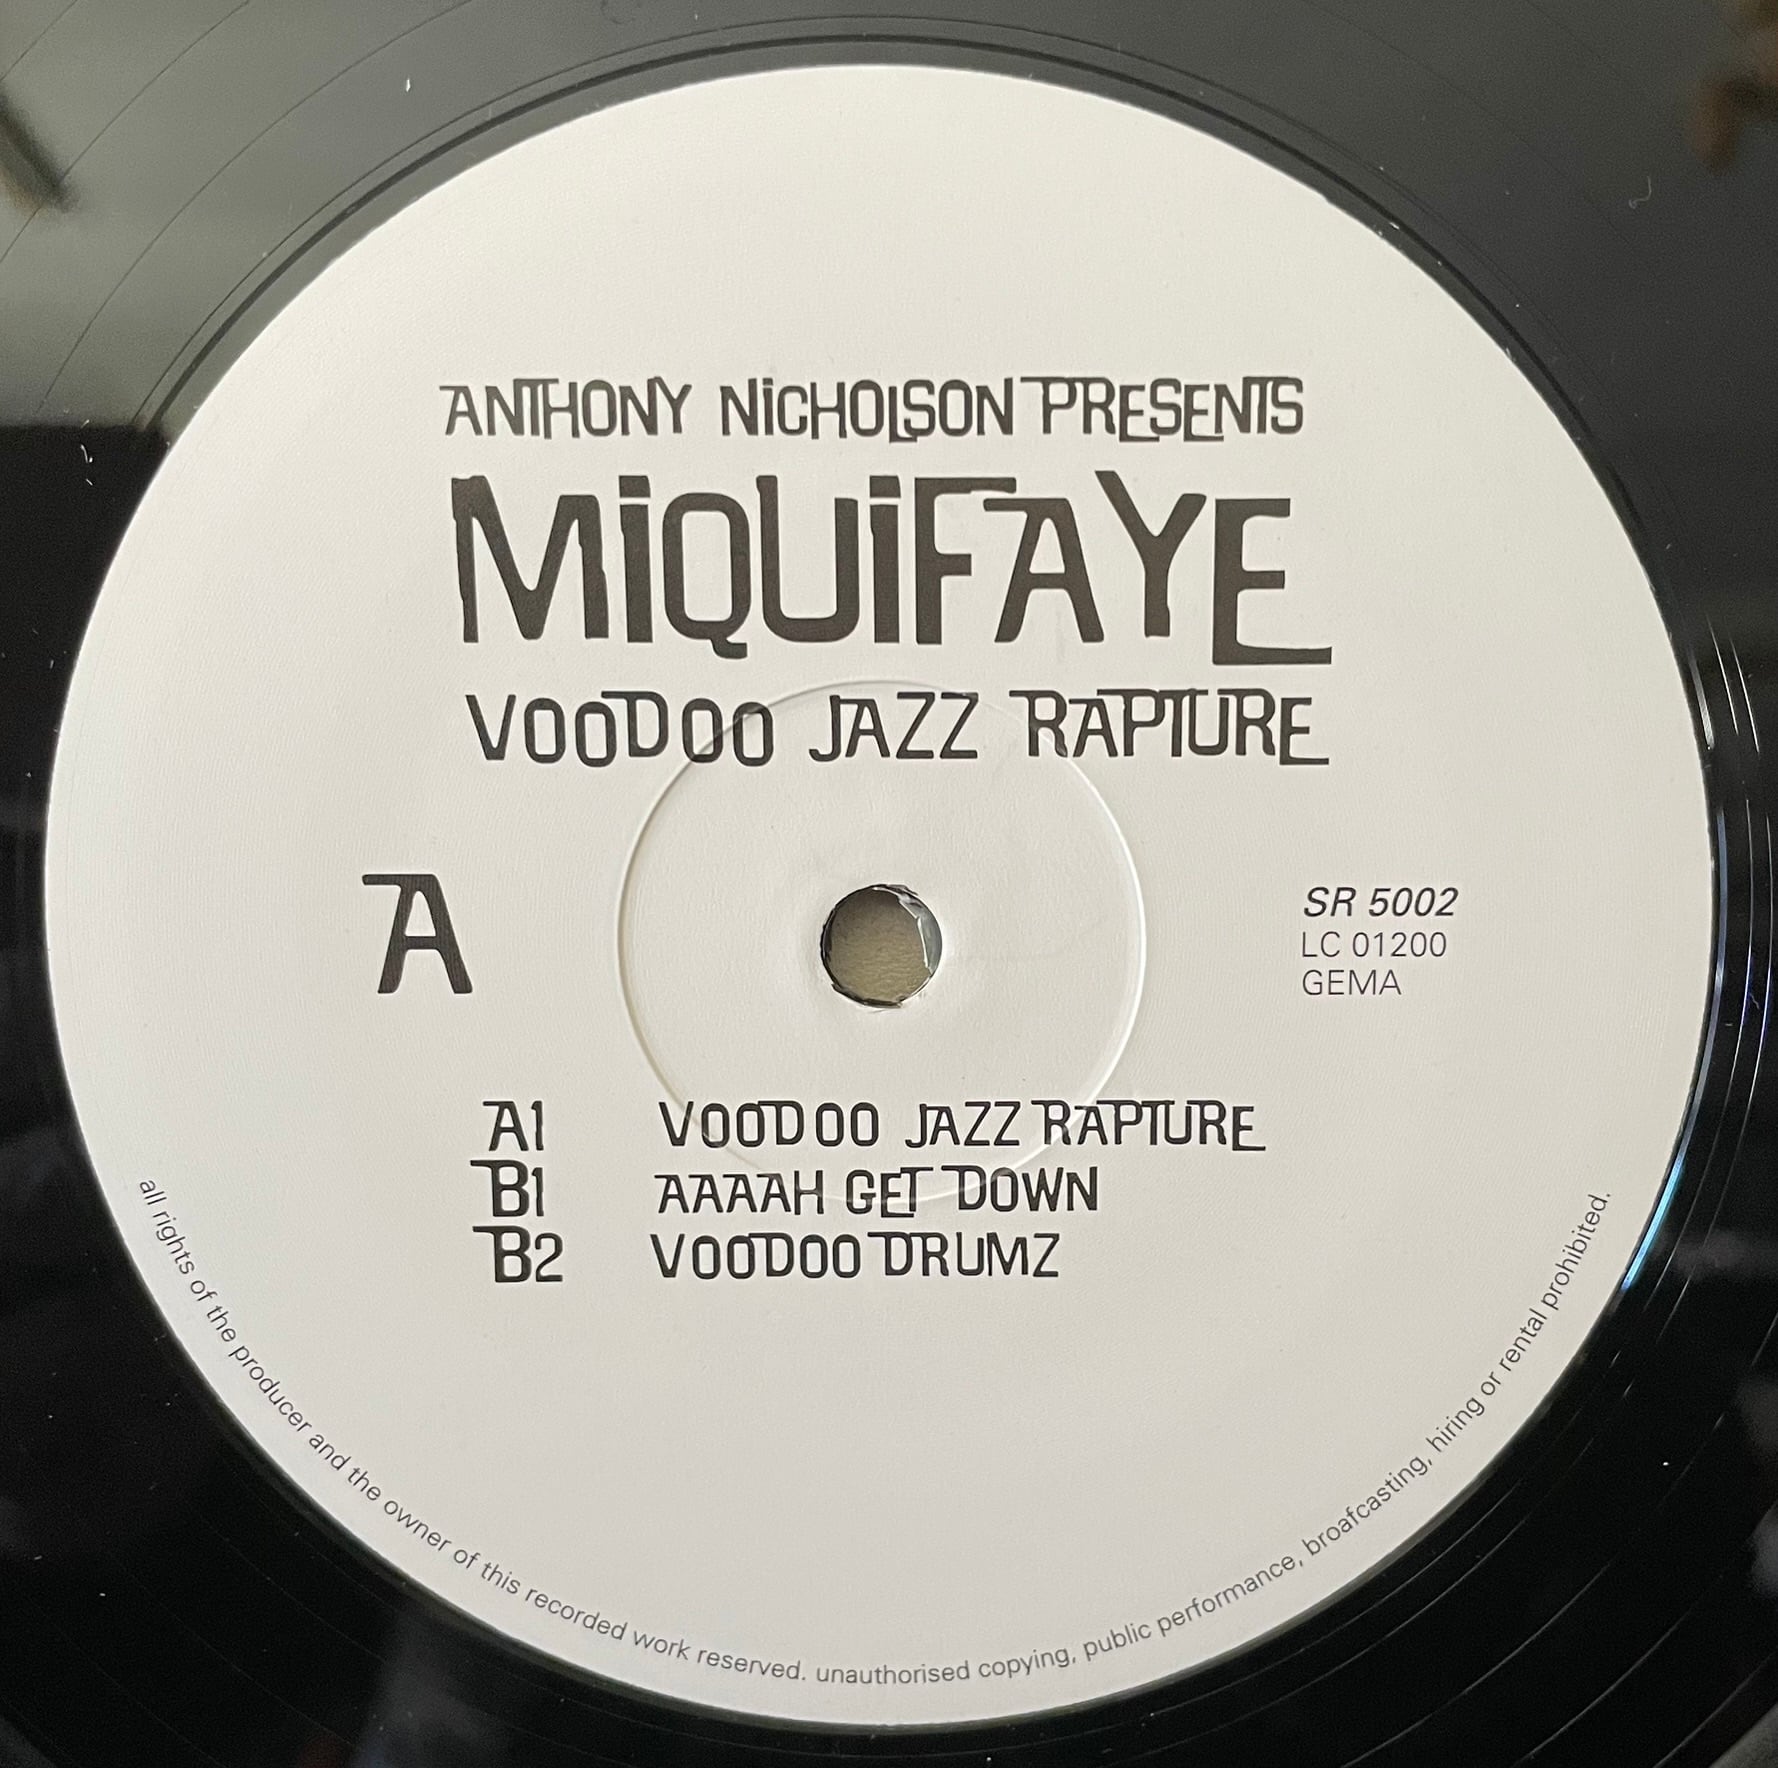 ANTHONY NiCHOLSON PRESENTS
MiQUiFAYE
VOODOO JAZZ RAPTURE
A
SR 5002
LC 01200
GEMA
A1 VOODOO JAZZ RAPTURE
B1 AAAAH GET DOWN
B2 VOODOO DRUMZ
all rights of the producer and the owner of this recorded work reserved. unauthorised copying, public performance, broafcasting, hiring or rental prohibited.